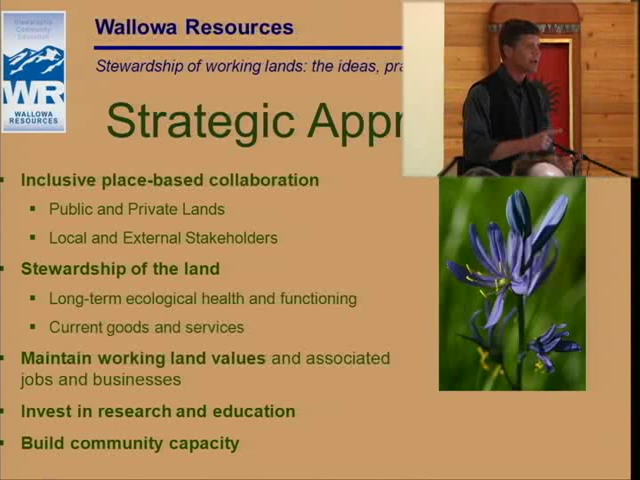 Stewardship
Community
Education
WR
WALLOWA
RESOURCES
Wallowa Resources
Stewardship of working lands: the ideas, pra
Strategic Appr
Inclusive place-based collaboration
Public and Private Lands
Local and External Stakeholders
Stewardship of the land
Long-term ecological health and functioning
Current goods and services
Maintain working land values and associated
jobs and businesses
Invest in research and education
Build community capacity